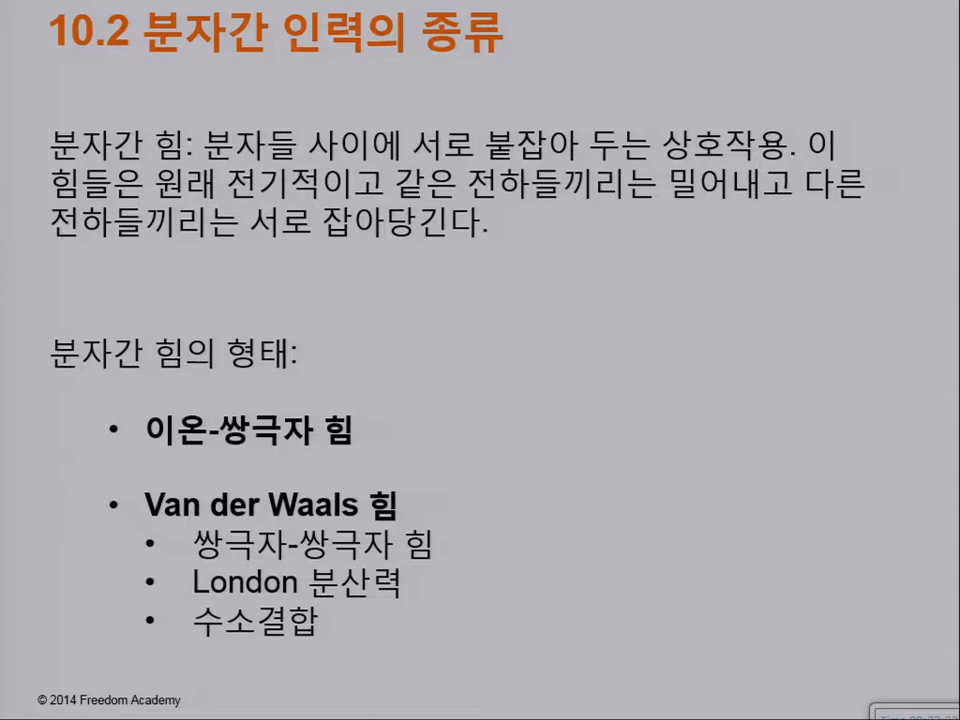 10.2 분자간 인력의 종류
분자간 힘: 분자들 사이에 서로 붙잡아 두는 상호작용. 이
힘들은 원래 전기적이고 같은 전하들끼리는 밀어내고 다른
전하들끼리는 서로 잡아당긴다.
분자간 힘의 형태:
• 이온-쌍극자 힘
• Van der Waals 힘
• 쌍극자-쌍극자 힘
• London 분산력
• 수소결합
© 2014 Freedom Academy